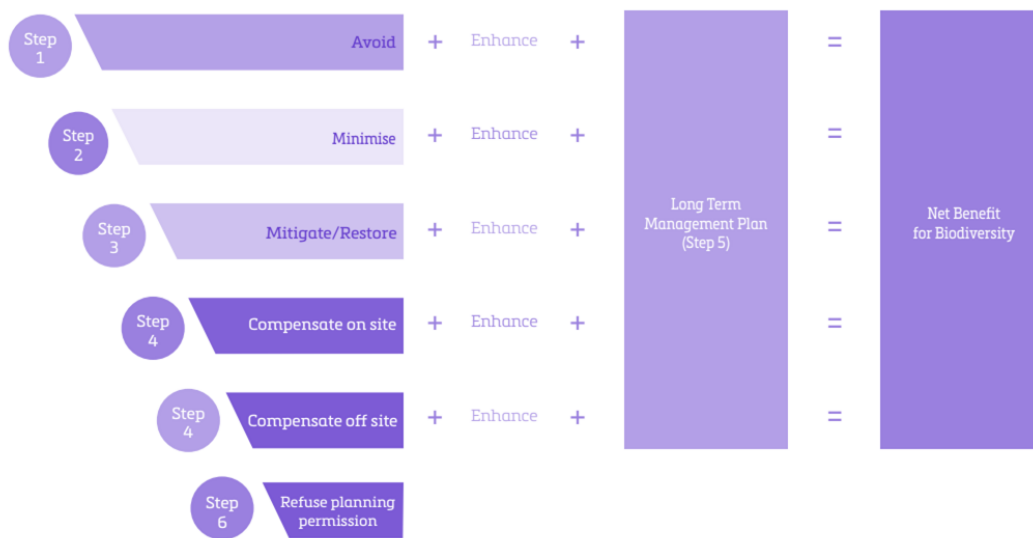 Step
1
Avoid
+
Enhance
+
=
Step
2
Minimise
+
Enhance
+
=
Step
3
Mitigate/Restore
+
Enhance
+
Long Term
Management Plan
(Step 5)
=
Net Benefit
for Biodiversity
Step
4
Compensate on site
+
Enhance
+
=
Step
4
Compensate off site
+
Enhance
+
=
Step
6
Refuse planning
permission